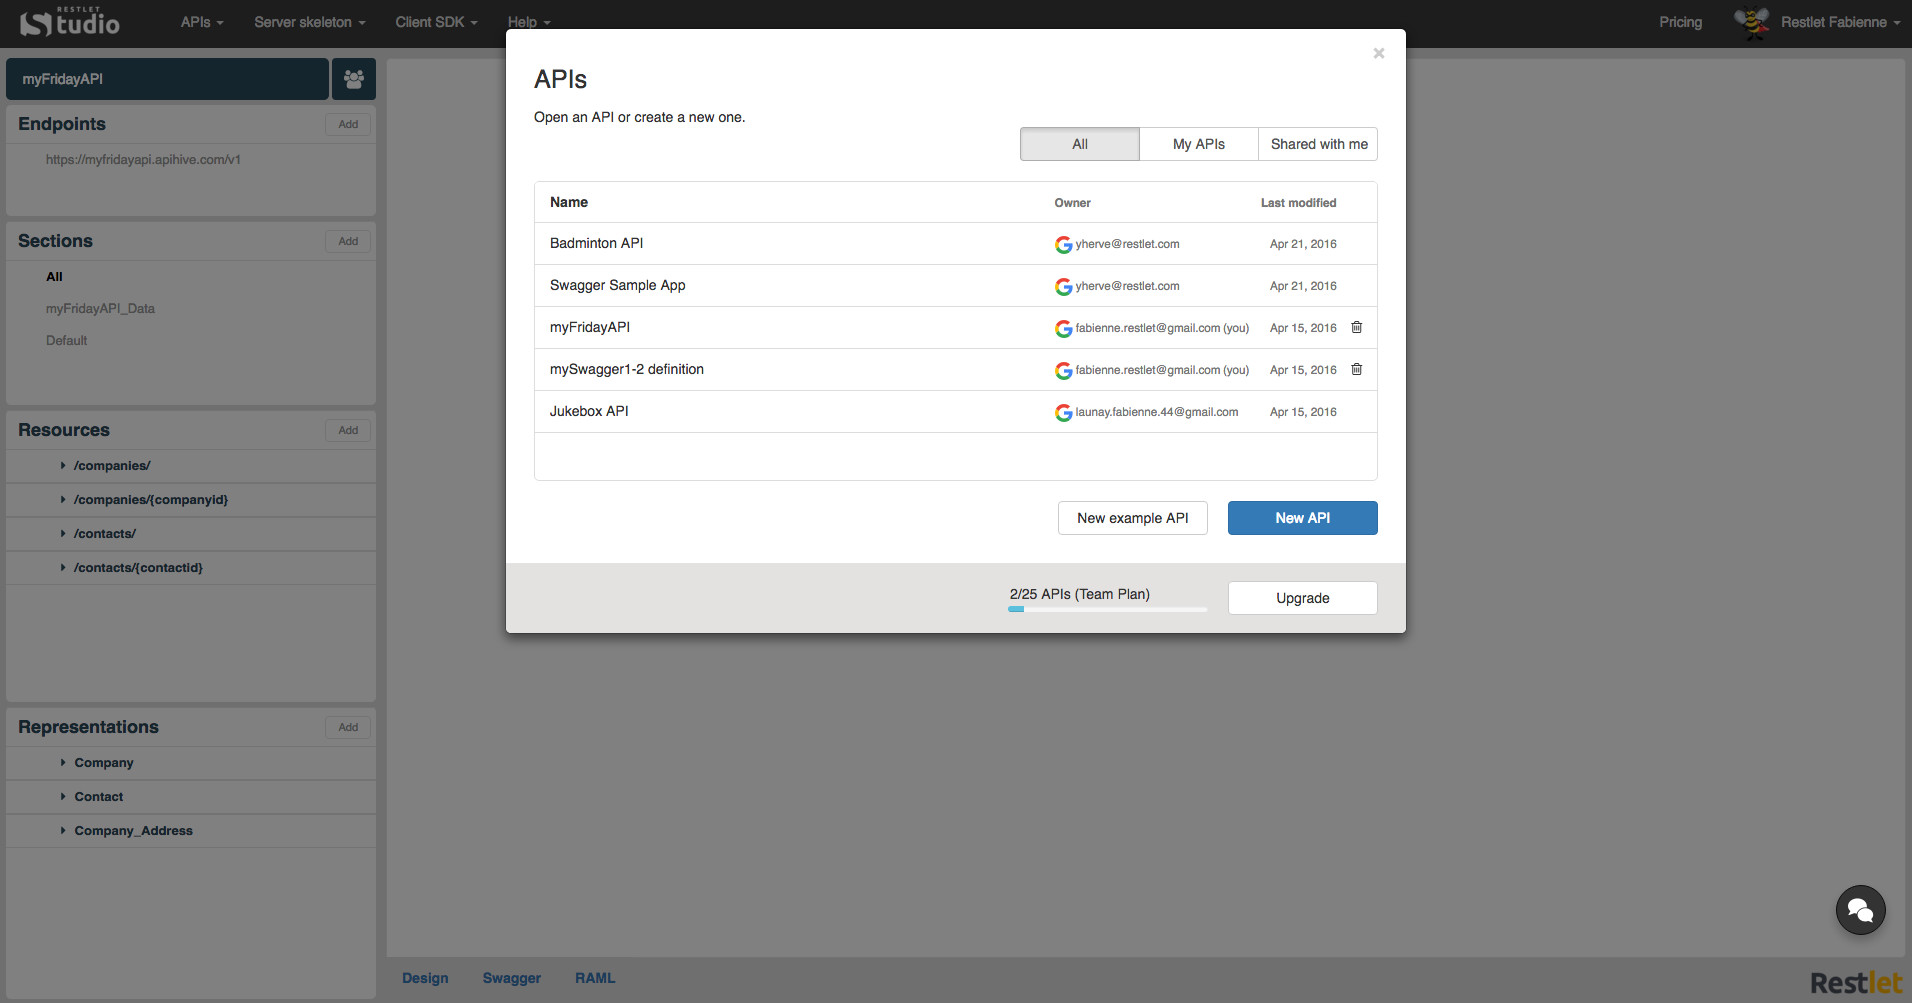 RESTLET
Studio
APIs
Server skeleton
Client SDK
Help
Pricing
Restlet Fabienne
myFridayAPI
Endpoints
Add
https://myfridayapi.apihive.com/v1
Sections
Add
All
myFridayAPI_Data
Default
Resources
Add
/companies/
/companies/{companyid}
/contacts/
/contacts/{contactid}
Representations
Add
Company
Contact
Company_Address
×
APIs
Open an API or create a new one.
All
My APIs
Shared with me
Name Owner Last modified
Badminton API yherve@restlet.com Apr 21, 2016
Swagger Sample App yherve@restlet.com Apr 21, 2016
myFridayAPI fabienne.restlet@gmail.com (you) Apr 15, 2016
mySwagger1-2 definition fabienne.restlet@gmail.com (you) Apr 15, 2016
Jukebox API launay.fabienne.44@gmail.com Apr 15, 2016
New example API
New API
2/25 APIs (Team Plan)
Upgrade
Design
Swagger
RAML
Restlet